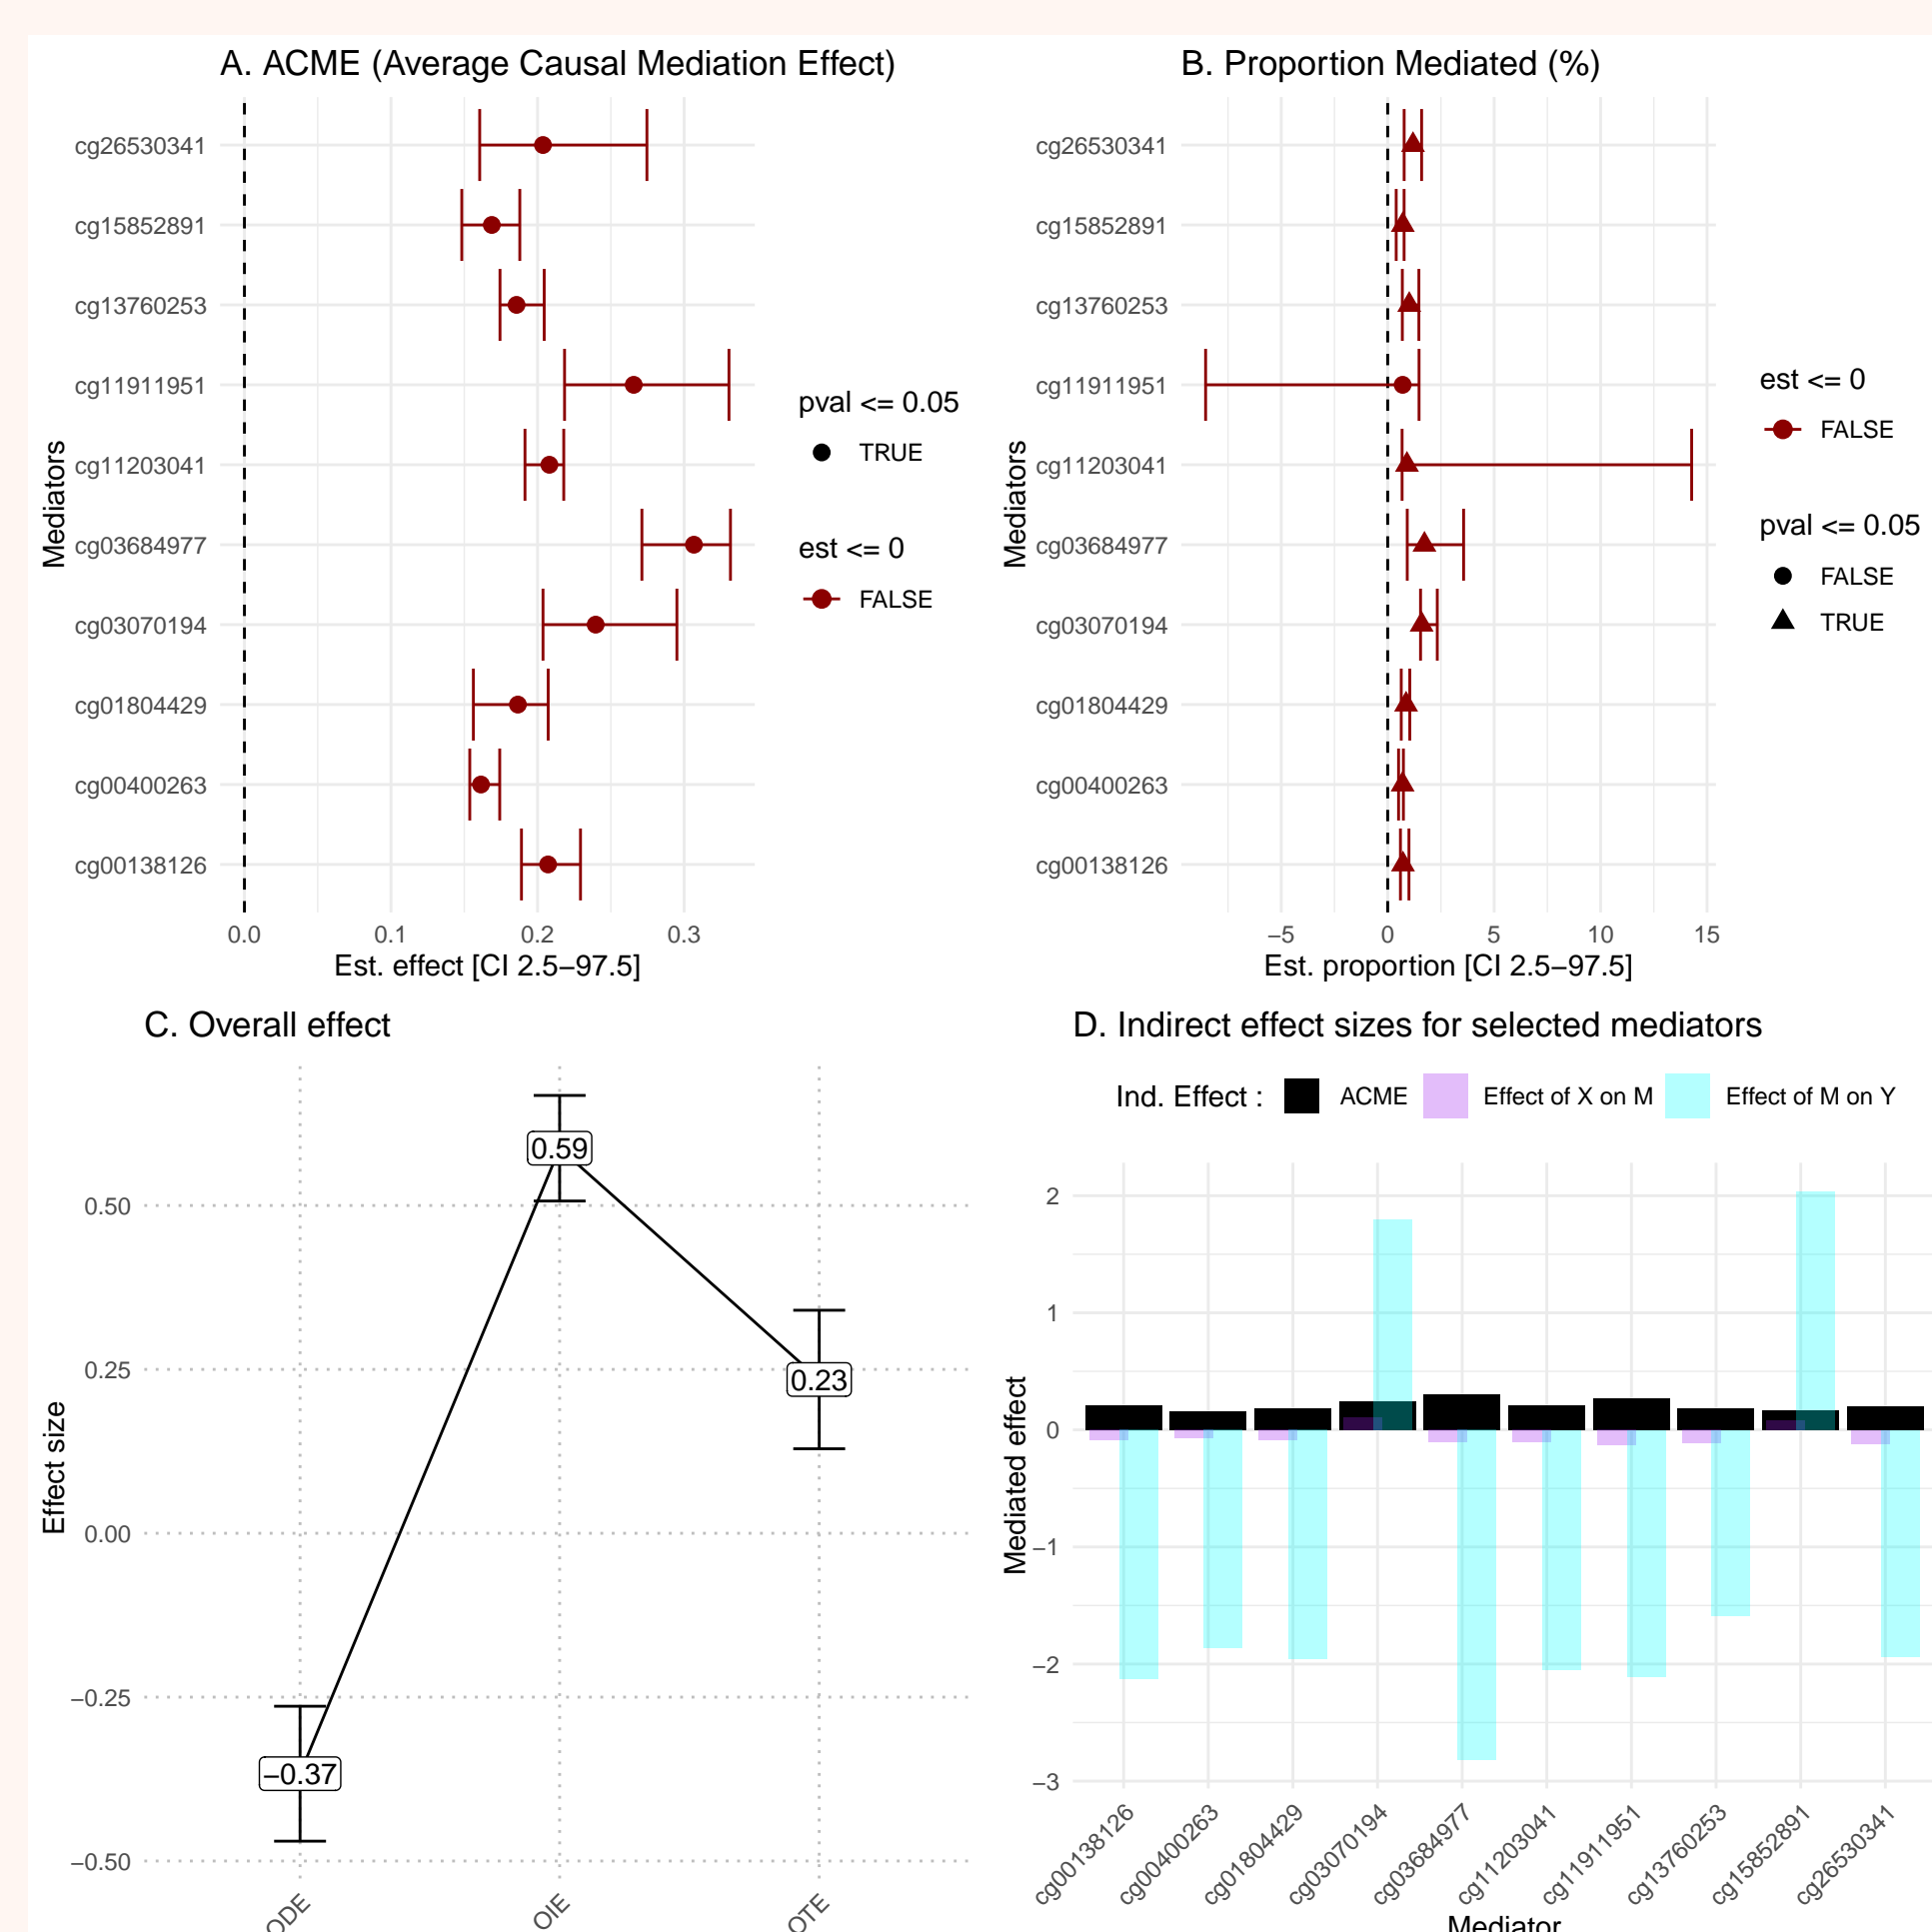 A. ACME (Average Causal Mediation Effect)
cg26530341
cg15852891
cg13760253
cg11911951
cg11203041
cg03684977
cg03070194
cg01804429
cg00400263
cg00138126
Mediators
0.0 0.1 0.2 0.3
Est. effect [CI 2.5–97.5]
pval <= 0.05
TRUE
est <= 0
FALSE
B. Proportion Mediated (%)
cg26530341
cg15852891
cg13760253
cg11911951
cg11203041
cg03684977
cg03070194
cg01804429
cg00400263
cg00138126
Mediators
−5 0 5 10 15
Est. proportion [CI 2.5–97.5]
est <= 0
FALSE
pval <= 0.05
FALSE
TRUE
C. Overall effect
0.50
0.25
0.00
−0.25
−0.50
Effect size
0.59
0.23
−0.37
ODE OIE OTE
D. Indirect effect sizes for selected mediators
Ind. Effect : ACME Effect of X on M Effect of M on Y
2
1
0
−1
−2
−3
Mediated effect
cg00138126 cg00400263 cg01804429 cg03070194 cg03684977 cg11203041 cg11911951 cg13760253 cg15852891 cg26530341
Mediator